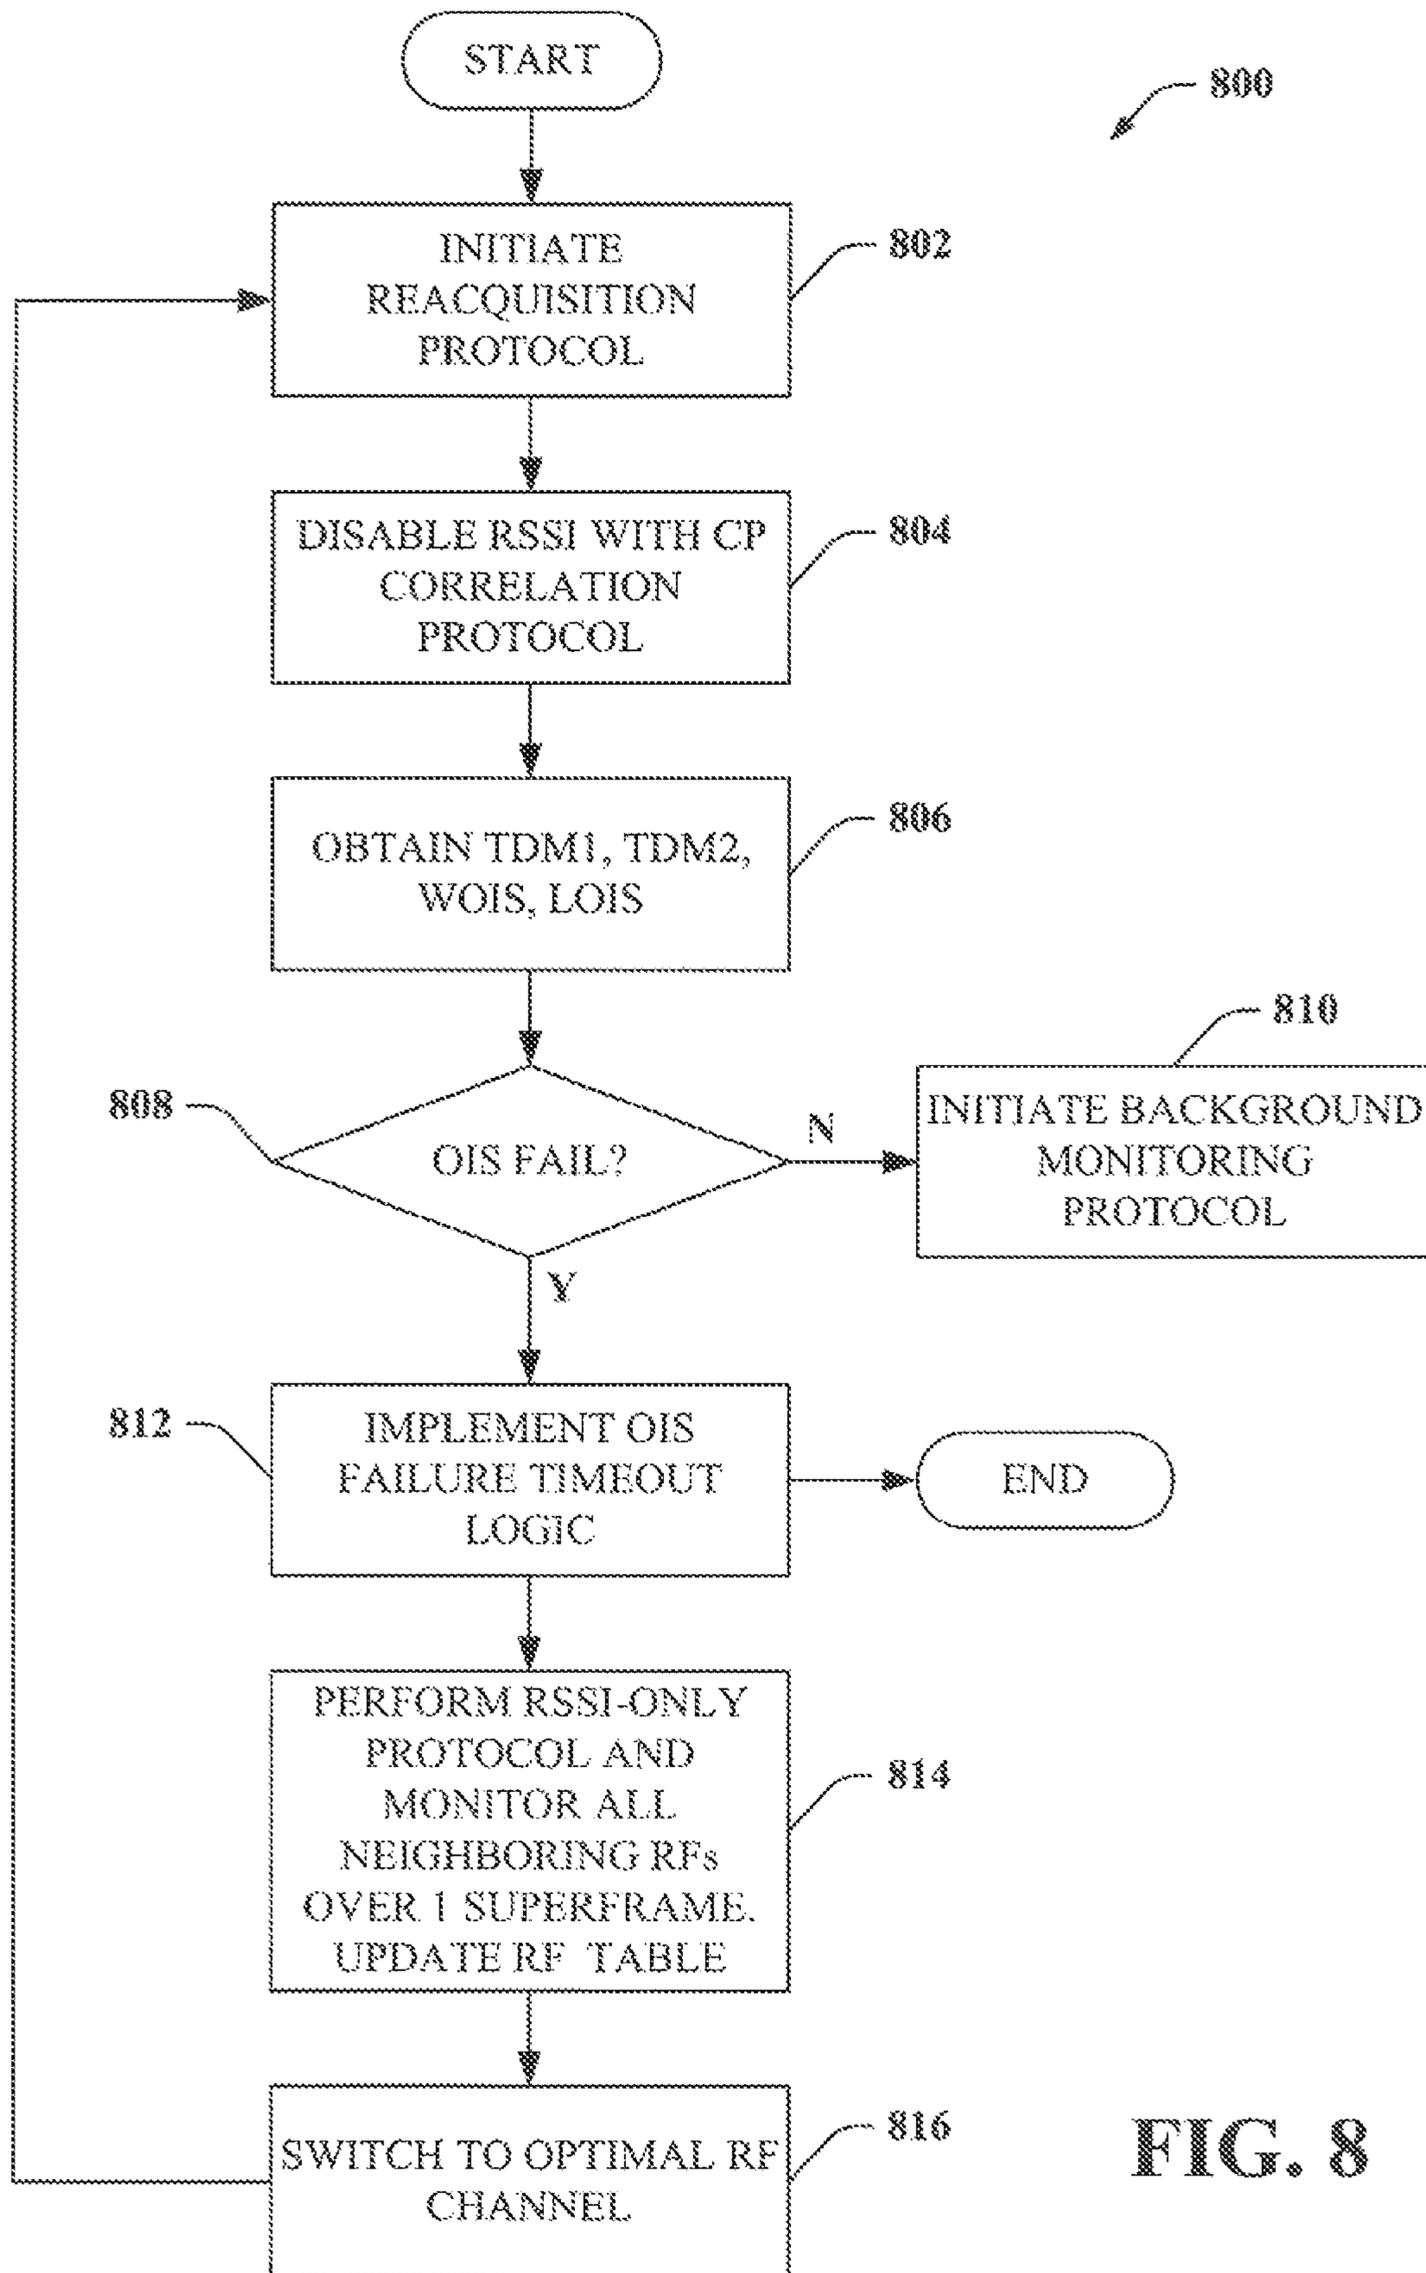 START
800
INITIATE
REACQUISITION
PROTOCOL
802
DISABLE RSSI WITH CP
CORRELATION
PROTOCOL
804
OBTAIN TDM1, TDM2,
WOIS, LOIS
806
808
OIS FAIL?
N
Y
810
INITIATE BACKGROUND
MONITORING
PROTOCOL
812
IMPLEMENT OIS
FAILURE TIMEOUT
LOGIC
END
PERFORM RSSI-ONLY
PROTOCOL AND
MONITOR ALL
NEIGHBORING RFs
OVER 1 SUPERFRAME.
UPDATE RF TABLE
814
SWITCH TO OPTIMAL RF
CHANNEL
816
FIG. 8